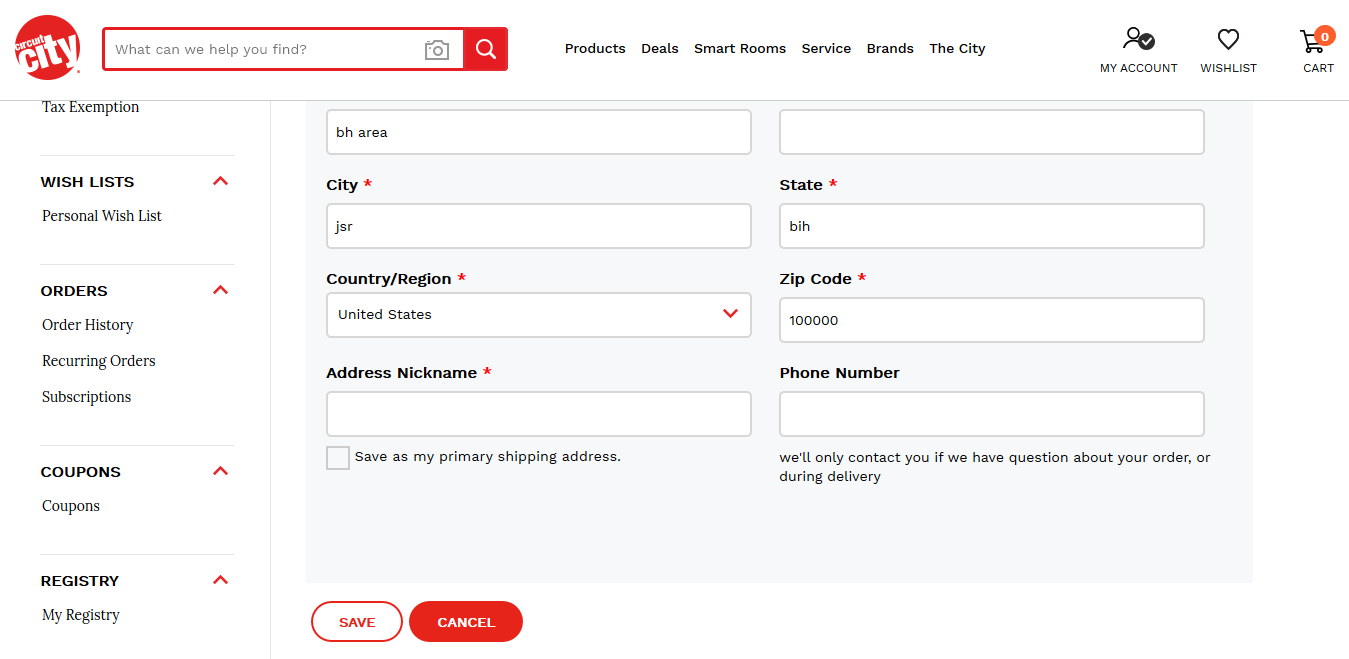 circuit
city
What can we help you find?
Products Deals Smart Rooms Service Brands The City
MY ACCOUNT
WISHLIST
0
CART
Tax Exemption
WISH LISTS
Personal Wish List
ORDERS
Order History
Recurring Orders
Subscriptions
COUPONS
Coupons
REGISTRY
My Registry
bh area
City *
jsr
State *
bih
Country/Region *
United States
Zip Code *
100000
Address Nickname *
Phone Number
Save as my primary shipping address.
we'll only contact you if we have question about your order, or
during delivery
SAVE
CANCEL